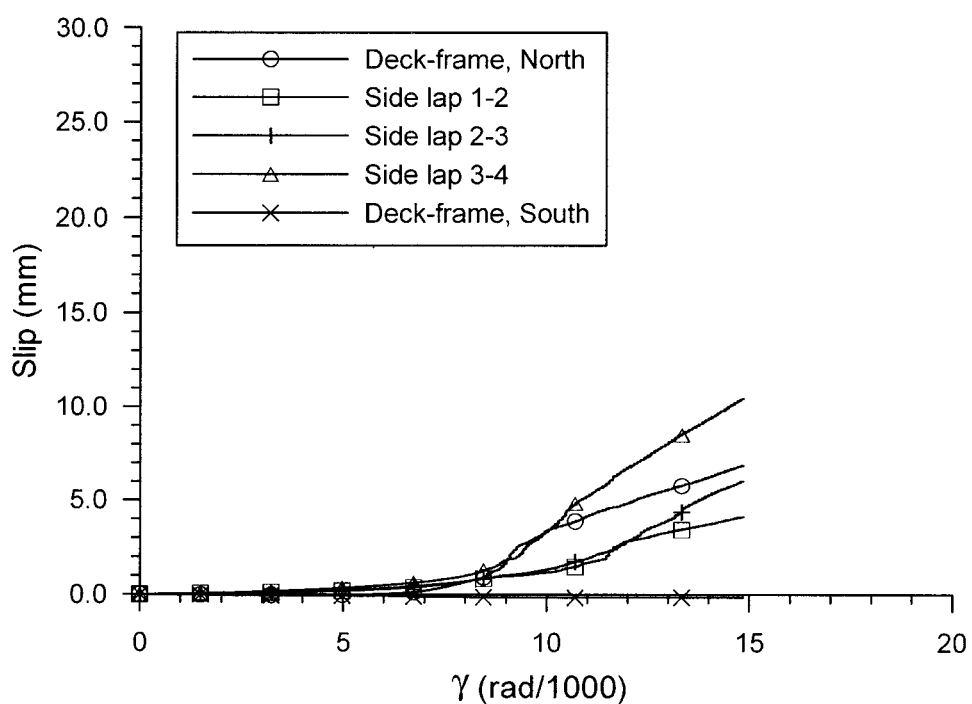 30.0
25.0
20.0
15.0
10.0
5.0
0.0
Slip (mm)
Deck-frame, North
Side lap 1-2
Side lap 2-3
Side lap 3-4
Deck-frame, South
0 5 10 15 20
γ (rad/1000)